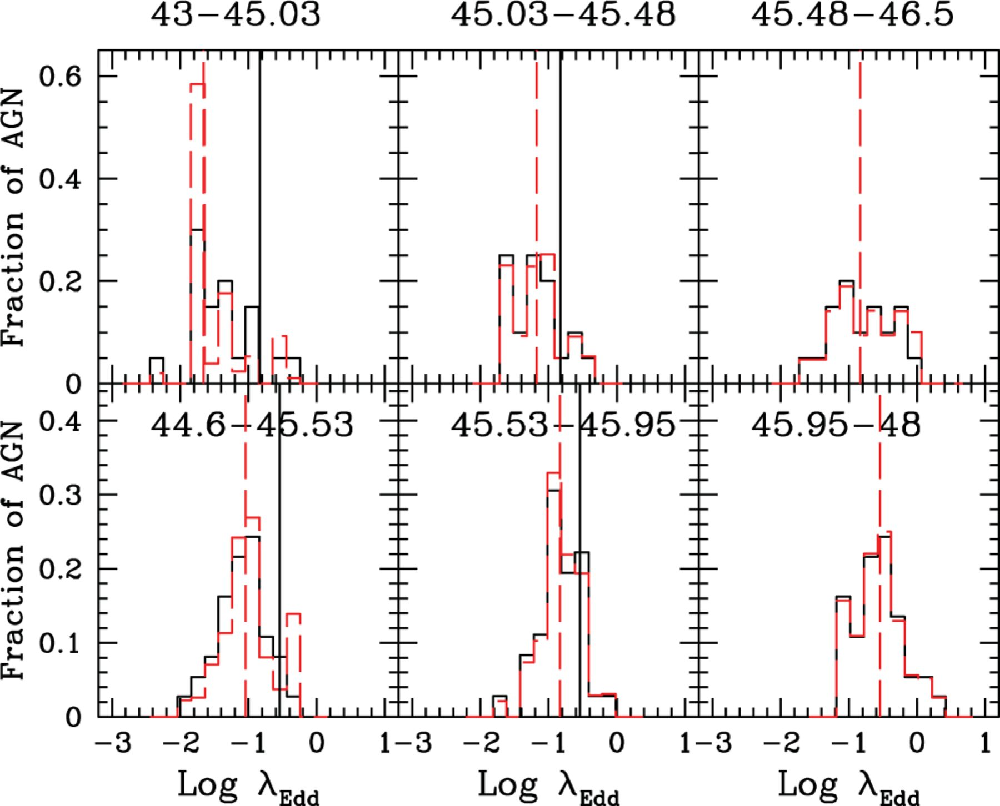 43-45.03 45.03-45.48 45.48-46.5
Fraction of AGN
0.6
0.4
0.2
0
44.6-45.53 45.53-45.95 45.95-48
Fraction of AGN
0.4
0.3
0.2
0.1
0
-3 -2 -1 0 1-3 -2 -1 0 1-3 -2 -1 0 1
Log λEdd Log λEdd Log λEdd